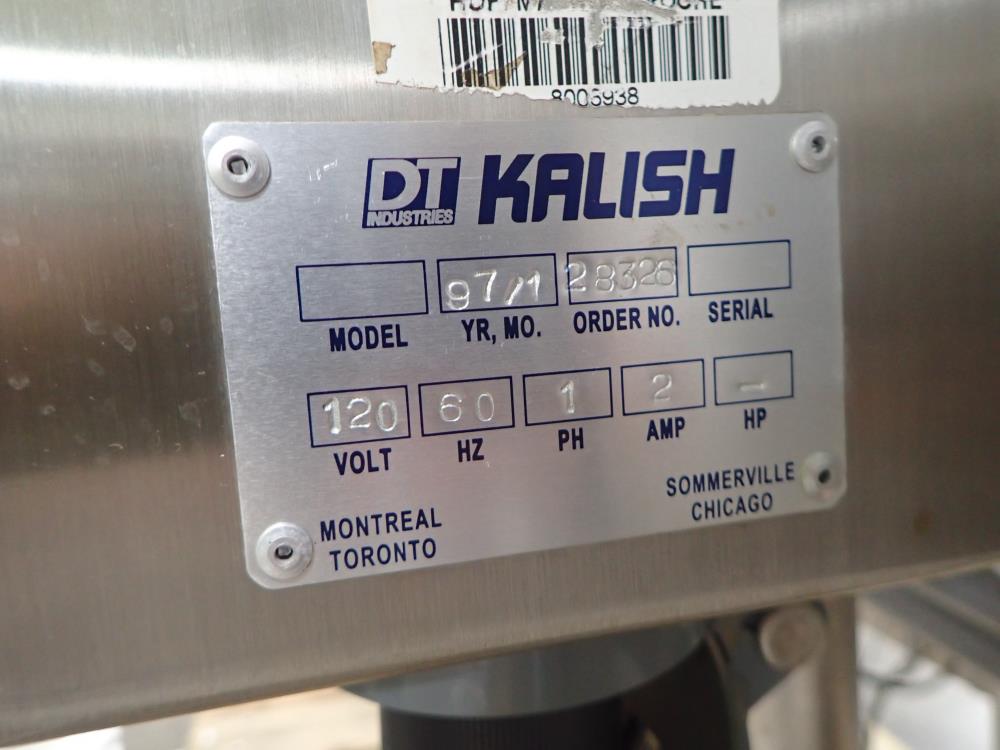 8005938
DT INDUSTRIES KALISH
97/1 28326
MODEL YR, MO. ORDER NO. SERIAL
120 60 1 2 -
VOLT HZ PH AMP HP
MONTREAL SOMMERVILLE
TORONTO CHICAGO